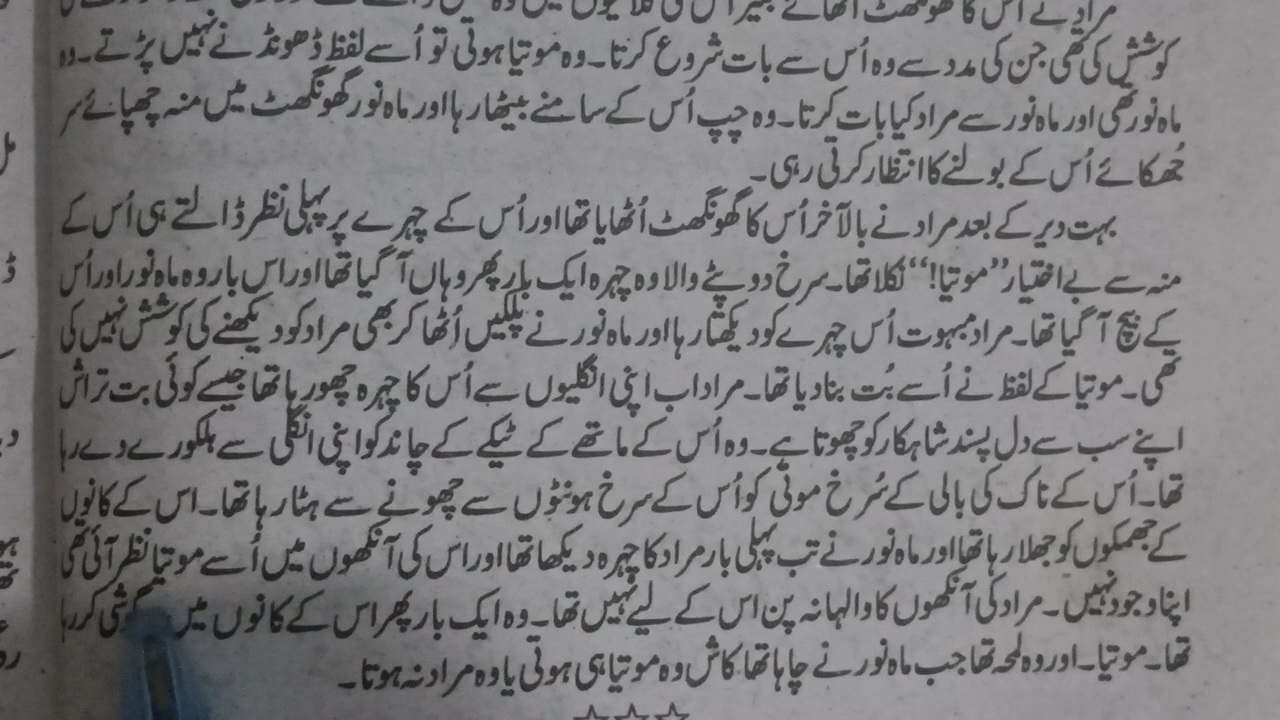 مراد نے اُس کا گھونگھٹ اُٹھائے بغیر اُس کی
کوشش کی تھی جن کی مدد سے وہ اُس سے بات شروع کرتا۔ وہ موتیا ہوتی تو اُسے لفظ ڈھونڈنے نہیں پڑتے۔ وہ
ماہ نور تھی اور ماہ نور سے مراد کیا بات کرتا۔ وہ چپ اُس کے سامنے بیٹھا رہا اور ماہ نور گھونگھٹ میں منہ چھپائے سر
جُھکائے اُس کے بولنے کا انتظار کرتی رہی۔
بہت دیر کے بعد مراد نے بالآخر اُس کا گھونگھٹ اُٹھایا تھا اور اُس کے چہرے پر پہلی نظر ڈالتے ہی اُس کے
منہ سے بے اختیار ”موتیا!“ نکلا تھا۔ سرخ دوپٹے والا وہ چہرہ ایک بار پھر وہاں آ گیا تھا اور اس بار وہ ماہ نور اور اُس
کے بیچ آ گیا تھا۔ مراد مبہوت اُس چہرے کو دیکھتا رہا اور ماہ نور نے پلکیں اُٹھا کر بھی مراد کو دیکھنے کی کوشش نہیں کی
تھی۔ موتیا کے لفظ نے اُسے بُت بنا دیا تھا۔ مراد اب اپنی انگلیوں سے اُس کا چہرہ چھو رہا تھا جیسے کوئی بت تراش
اپنے سب سے دل پسند شاہکار کو چھوتا ہے۔ وہ اُس کے ماتھے کے ٹیکے کے چاند کو اپنی انگلی سے ہلکورے دے رہا
تھا۔ اُس کے ناک کی بالی کے سُرخ موتی کو اُس کے سرخ ہونٹوں سے چھونے سے ہٹا رہا تھا۔ اس کے کانوں
کے جھمکوں کو جھلا رہا تھا اور ماہ نور نے تب پہلی بار مراد کا چہرہ دیکھا تھا اور اس کی آنکھوں میں اُسے موتیا نظر آئی تھی
اپنا وجود نہیں۔ مراد کی آنکھوں کا والہانہ پن اس کے لیے نہیں تھا۔ وہ ایک بار پھر اس کے کانوں میں کر رہا
تھا۔ موتیا۔ اور وہ لمحہ تھا جب ماہ نور نے چاہا تھا کاش وہ موتیا ہی ہوتی یا وہ مراد نہ ہوتا۔
☆☆☆